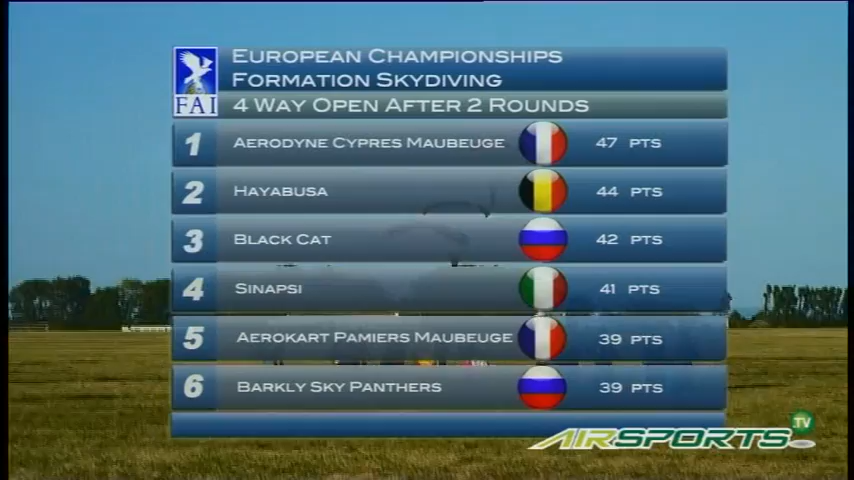 EUROPEAN CHAMPIONSHIPS
FORMATION SKYDIVING
FAI
4 WAY OPEN AFTER 2 ROUNDS
1 AERODYNE CYPRES MAUBEUGE 47 PTS
2 HAYABUSA 44 PTS
3 BLACK CAT 42 PTS
4 SINAPSI 41 PTS
5 AEROKART PAMIERS MAUBEUGE 39 PTS
6 BARKLY SKY PANTHERS 39 PTS
AIRSPORTS.TV